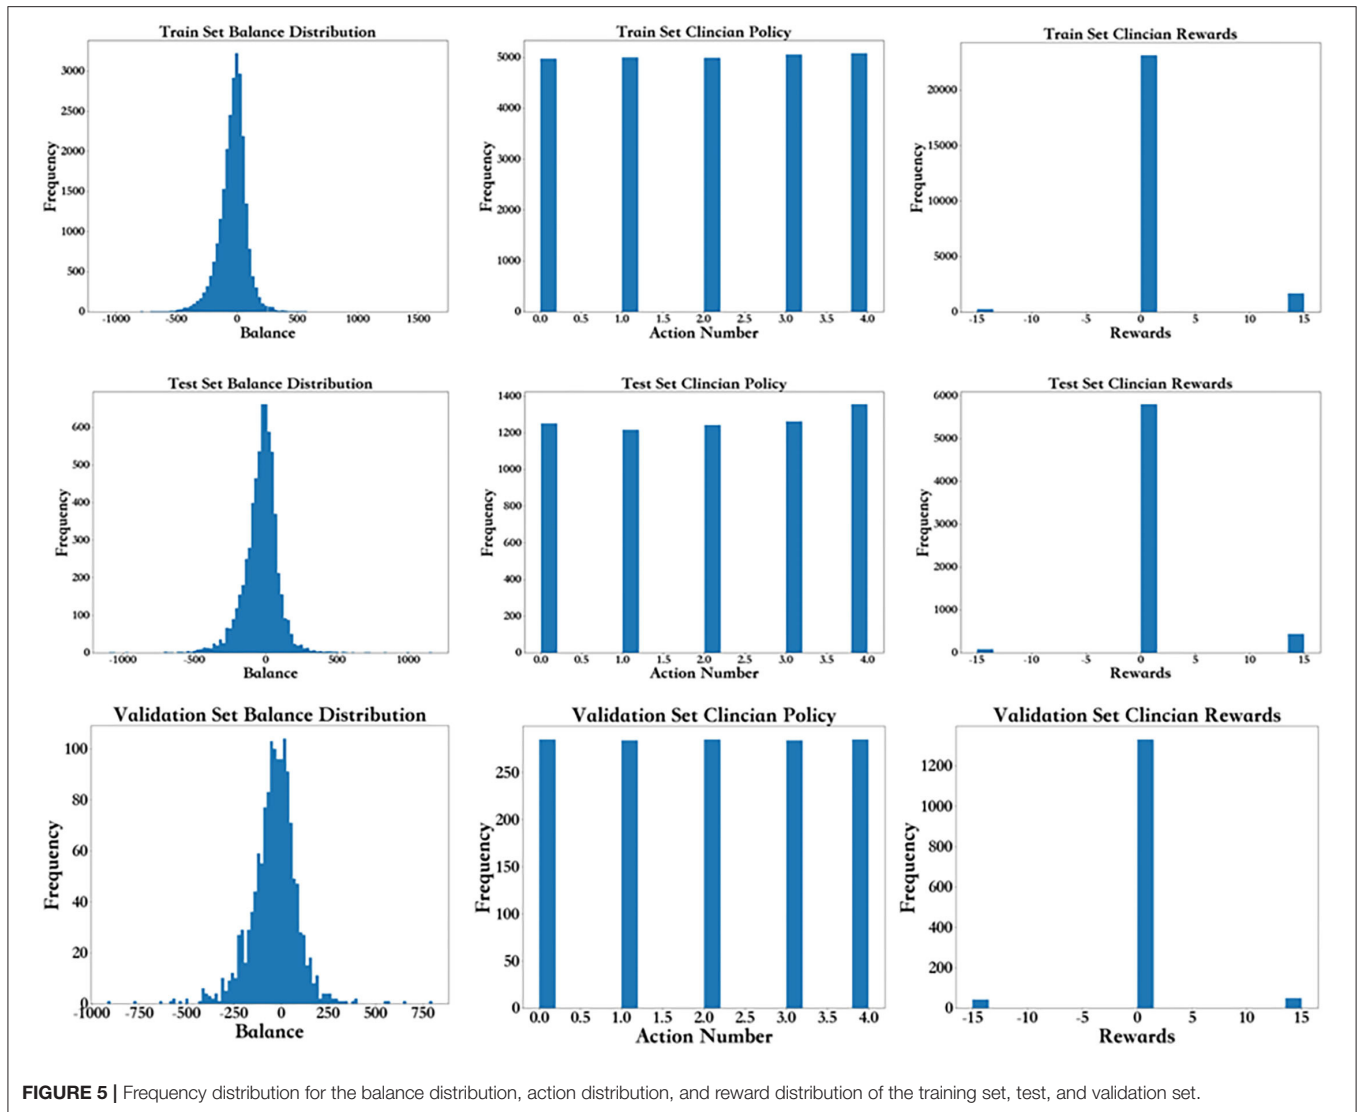 Train Set Balance Distribution
3000
2500
2000
1500
1000
500
0
-1000 -500 0 500 1000 1500
Frequency
Balance
Train Set Clincian Policy
5000
4000
3000
2000
1000
0
0.0 0.5 1.0 1.5 2.0 2.5 3.0 3.5 4.0
Frequency
Action Number
Train Set Clincian Rewards
20000
15000
10000
5000
0
-15 -10 -5 0 5 10 15
Frequency
Rewards
Test Set Balance Distribution
600
500
400
300
200
100
0
-1000 -500 0 500 1000
Frequency
Balance
Test Set Clincian Policy
1400
1200
1000
800
600
400
200
0
0.0 0.5 1.0 1.5 2.0 2.5 3.0 3.5 4.0
Frequency
Action Number
Test Set Clincian Rewards
6000
5000
4000
3000
2000
1000
0
-15 -10 -5 0 5 10 15
Frequency
Rewards
Validation Set Balance Distribution
100
80
60
40
20
0
-1000 -750 -500 -250 0 250 500 750
Frequency
Balance
Validation Set Clincian Policy
250
200
150
100
50
0
0.0 0.5 1.0 1.5 2.0 2.5 3.0 3.5 4.0
Frequency
Action Number
Validation Set Clincian Rewards
1200
1000
800
600
400
200
0
-15 -10 -5 0 5 10 15
Frequency
Rewards
FIGURE 5 | Frequency distribution for the balance distribution, action distribution, and reward distribution of the training set, test, and validation set.